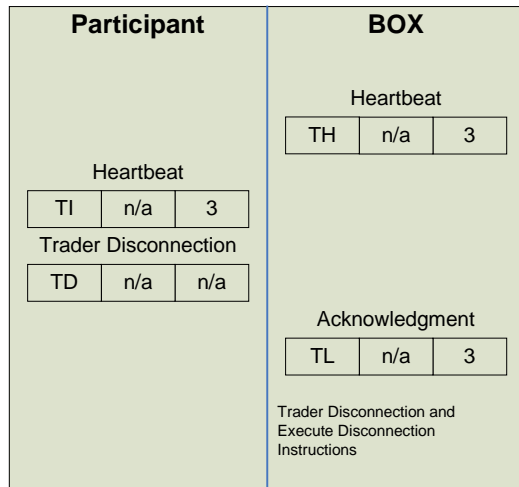 Participant
BOX
Heartbeat
TH n/a 3
Heartbeat
TI n/a 3
Trader Disconnection
TD n/a n/a
Acknowledgment
TL n/a 3
Trader Disconnection and
Execute Disconnection
Instructions